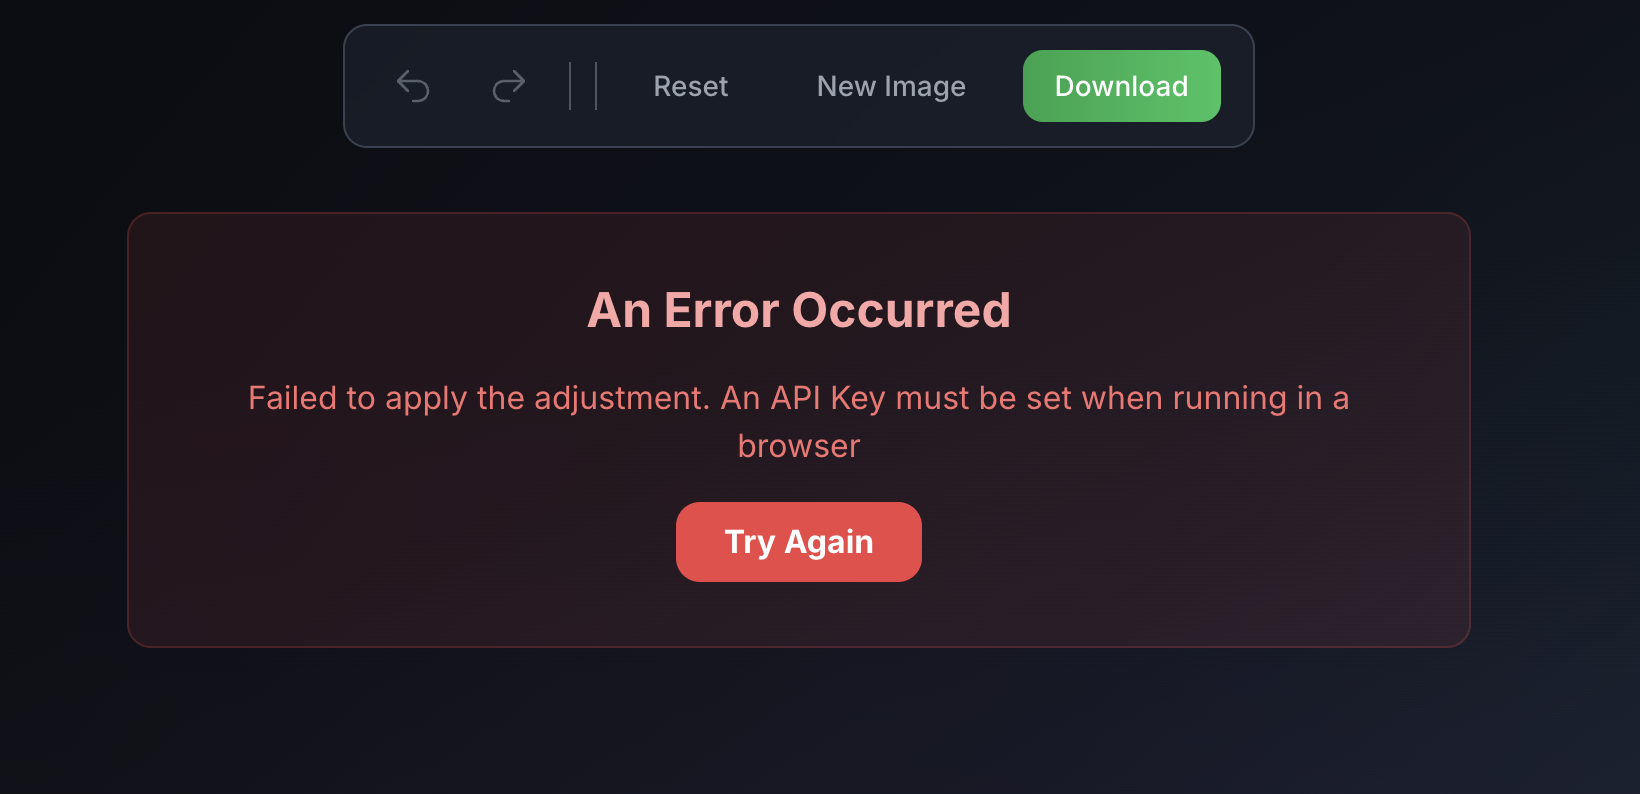 Reset New Image Download
An Error Occurred
Failed to apply the adjustment. An API Key must be set when running in a
browser
Try Again